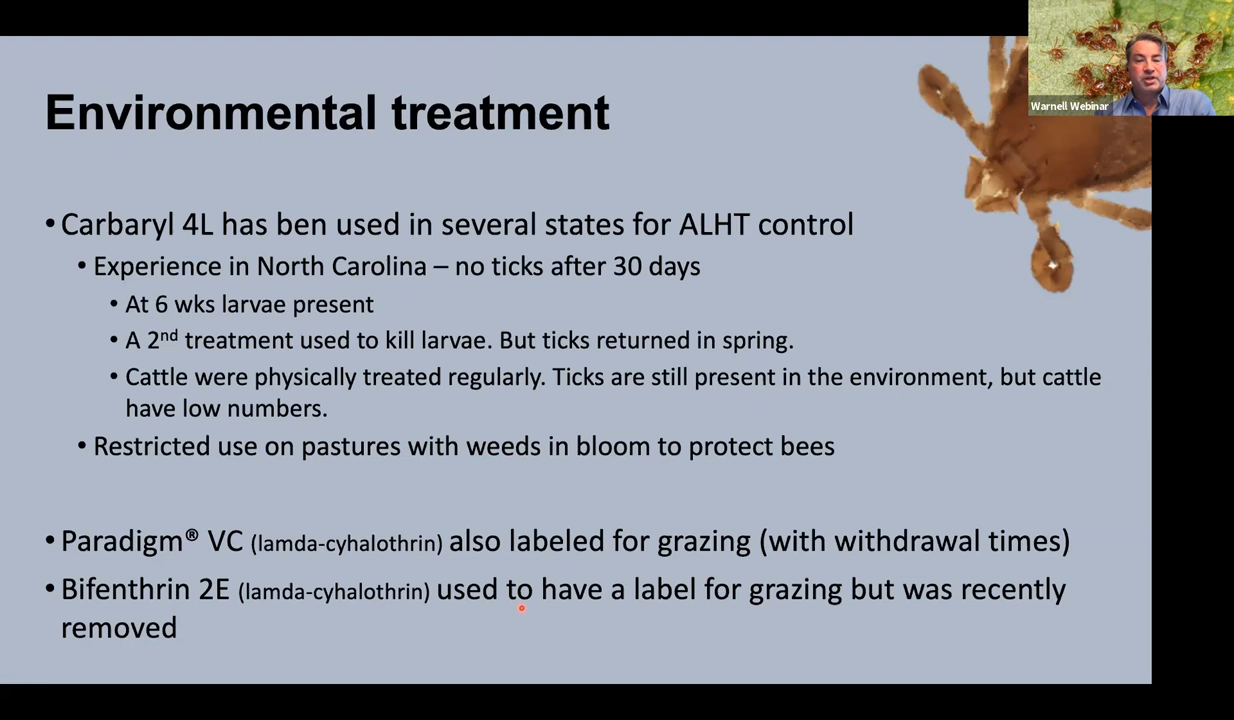 Warnell Webinar
Environmental treatment
• Carbaryl 4L has ben used in several states for ALHT control
• Experience in North Carolina – no ticks after 30 days
• At 6 wks larvae present
• A 2nd treatment used to kill larvae. But ticks returned in spring.
• Cattle were physically treated regularly. Ticks are still present in the environment, but cattle
have low numbers.
• Restricted use on pastures with weeds in bloom to protect bees
• Paradigm® VC (lamda-cyhalothrin) also labeled for grazing (with withdrawal times)
• Bifenthrin 2E (lamda-cyhalothrin) used to have a label for grazing but was recently
removed